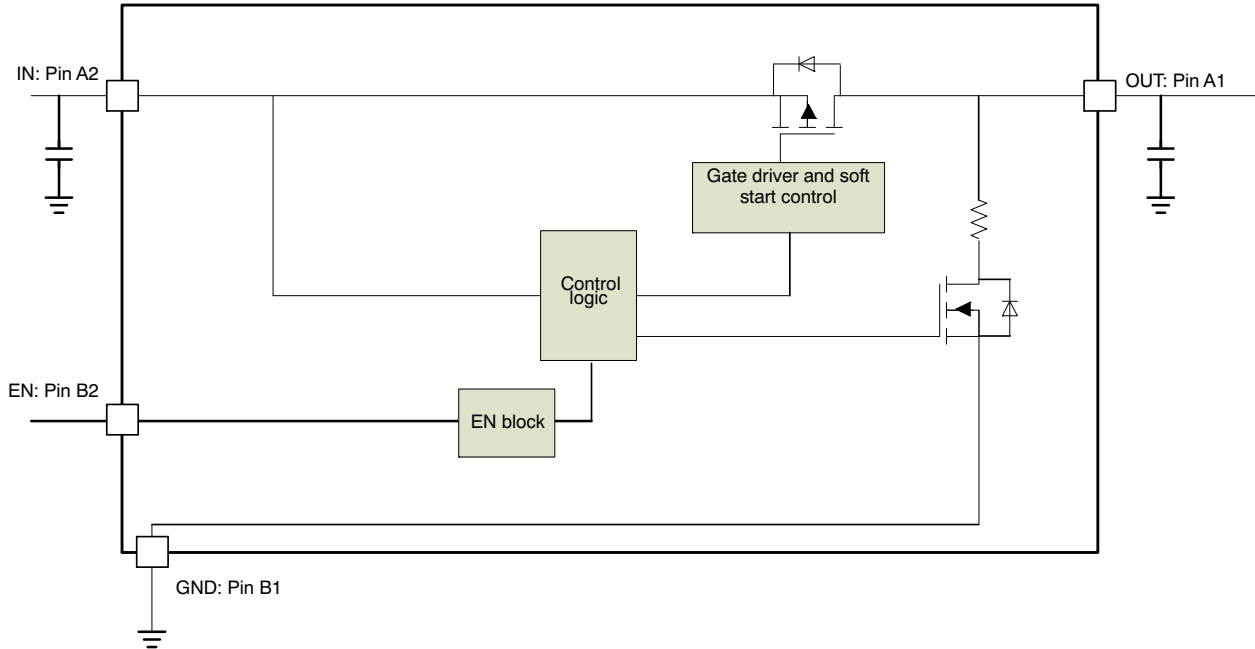 IN: Pin A2
OUT: Pin A1
Gate driver and soft
start control
Control
logic
EN: Pin B2
EN block
GND: Pin B1